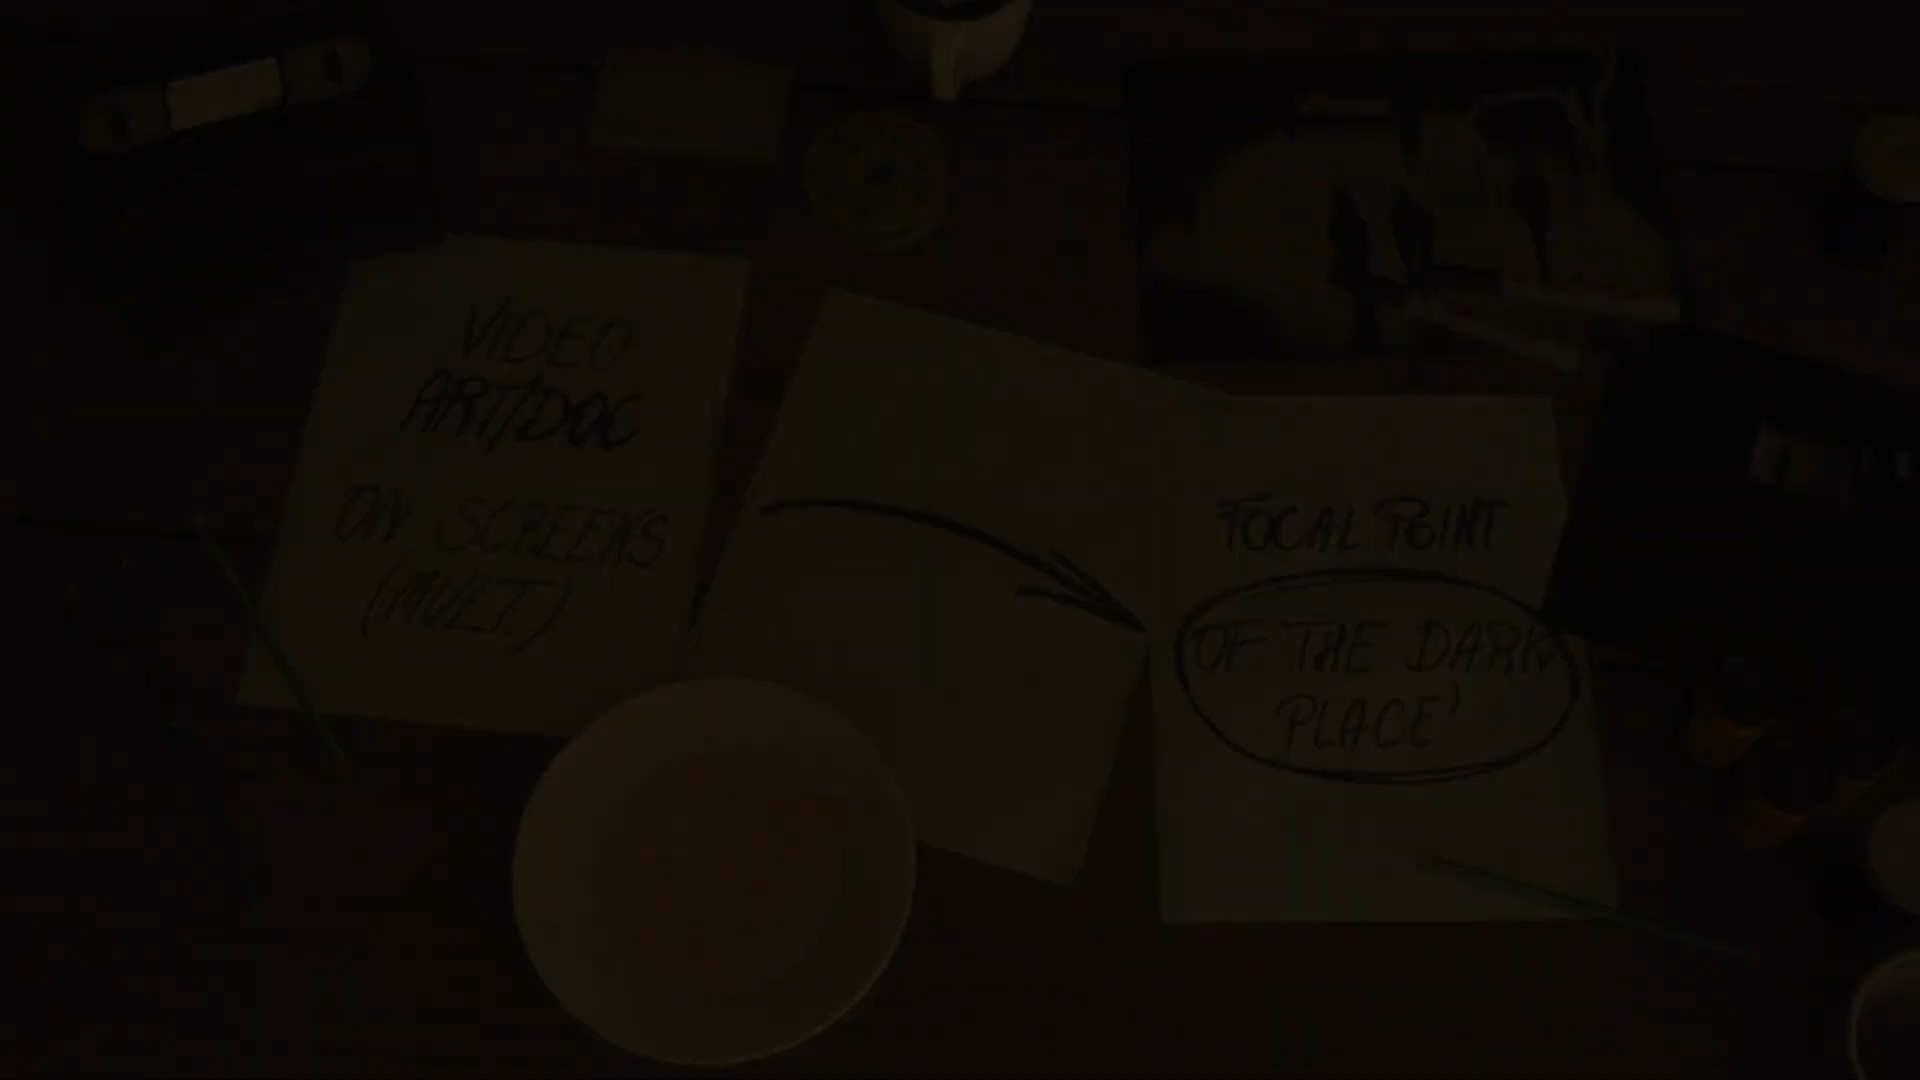 VIDEO
ART/DOC
ON SCREENS
(MULT.)
FOCAL POINT
OF THE DARK
PLACE'